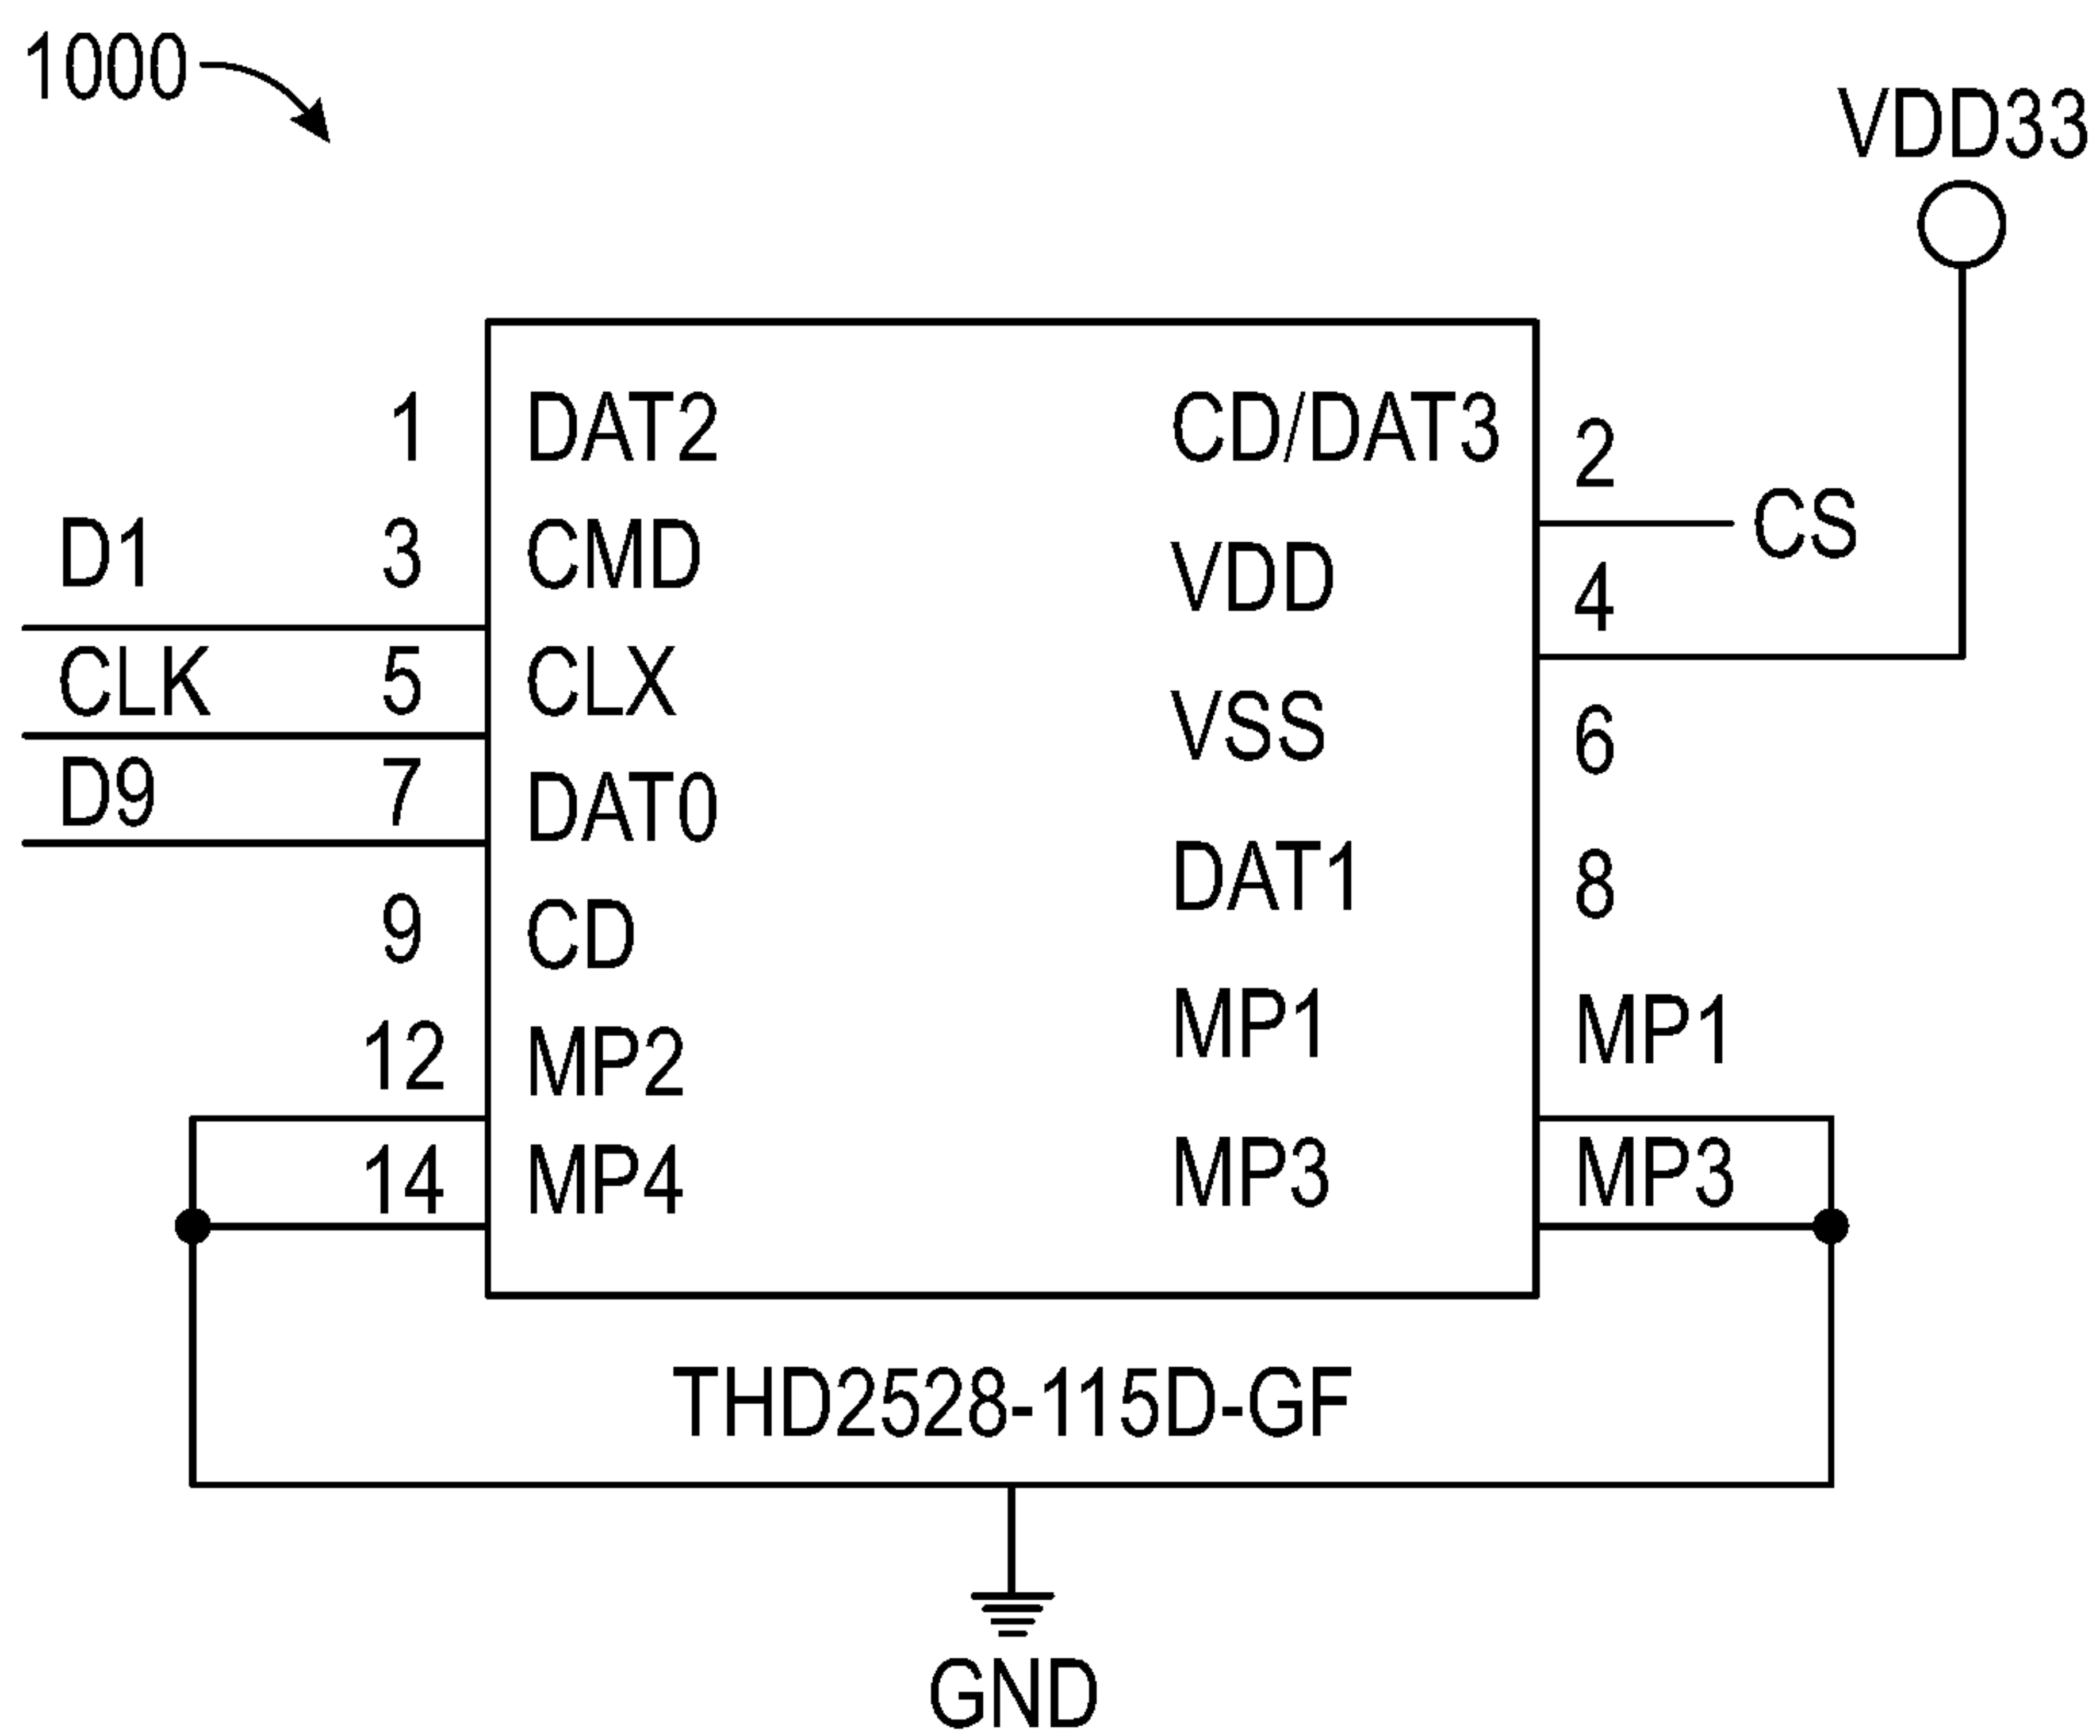 1000
VDD33
1 DAT2 CD/DAT3 2
CS
D1 3 CMD VDD 4
CLK 5 CLX VSS 6
D9 7 DAT0 DAT1 8
9 CD MP1 MP1
12 MP2
14 MP4 MP3 MP3
THD2528-115D-GF
GND